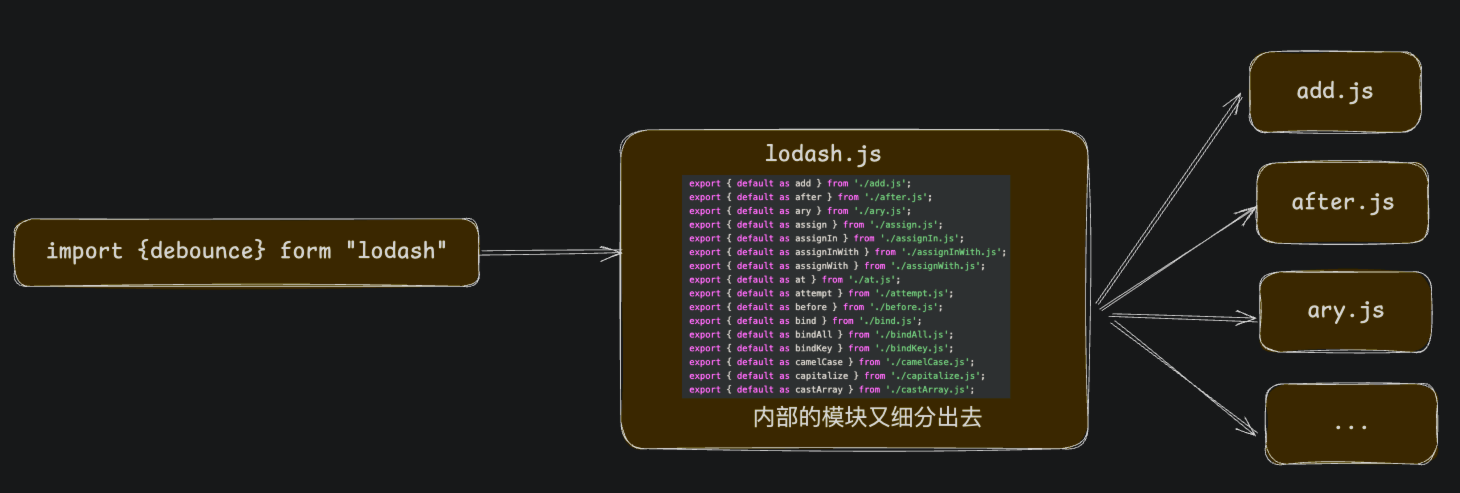 import {debounce} form "lodash"
lodash.js
export { default as add } from './add.js';
export { default as after } from './after.js';
export { default as ary } from './ary.js';
export { default as assign } from './assign.js';
export { default as assignIn } from './assignIn.js';
export { default as assignInWith } from './assignInWith.js';
export { default as assignWith } from './assignWith.js';
export { default as at } from './at.js';
export { default as attempt } from './attempt.js';
export { default as before } from './before.js';
export { default as bind } from './bind.js';
export { default as bindAll } from './bindAll.js';
export { default as bindKey } from './bindKey.js';
export { default as camelCase } from './camelCase.js';
export { default as capitalize } from './capitalize.js';
export { default as castArray } from './castArray.js';
内部的模块又细分出去
add.js
after.js
ary.js
...